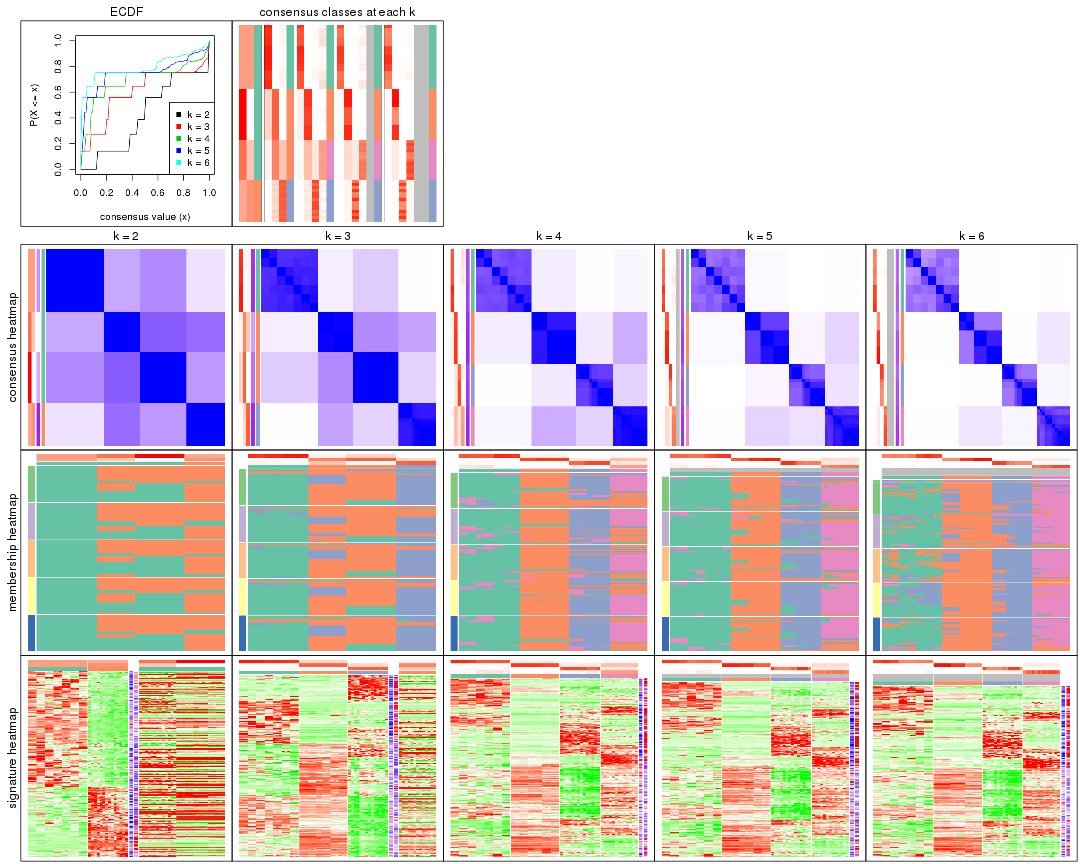 ECDF
consensus classes at each k
P(X <= x)
0.0 0.2 0.4 0.6 0.8 1.0
k = 2
k = 3
k = 4
k = 5
k = 6
0.0 0.2 0.4 0.6 0.8 1.0
consensus value (x)
k = 2
k = 3
k = 4
k = 5
k = 6
consensus heatmap
membership heatmap
signature heatmap